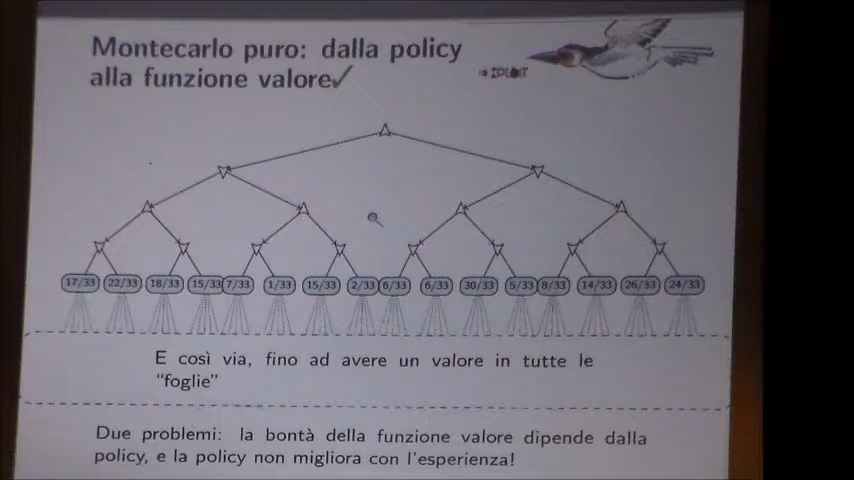 Montecarlo puro: dalla policy
alla funzione valore✓
17/33 22/33 18/33 15/33 7/33 1/33 15/33 2/33 6/33 6/33 30/33 5/33 8/33 14/33 26/33 24/33
E così via, fino ad avere un valore in tutte le
“foglie”
Due problemi: la bontà della funzione valore dipende dalla
policy, e la policy non migliora con l'esperienza!